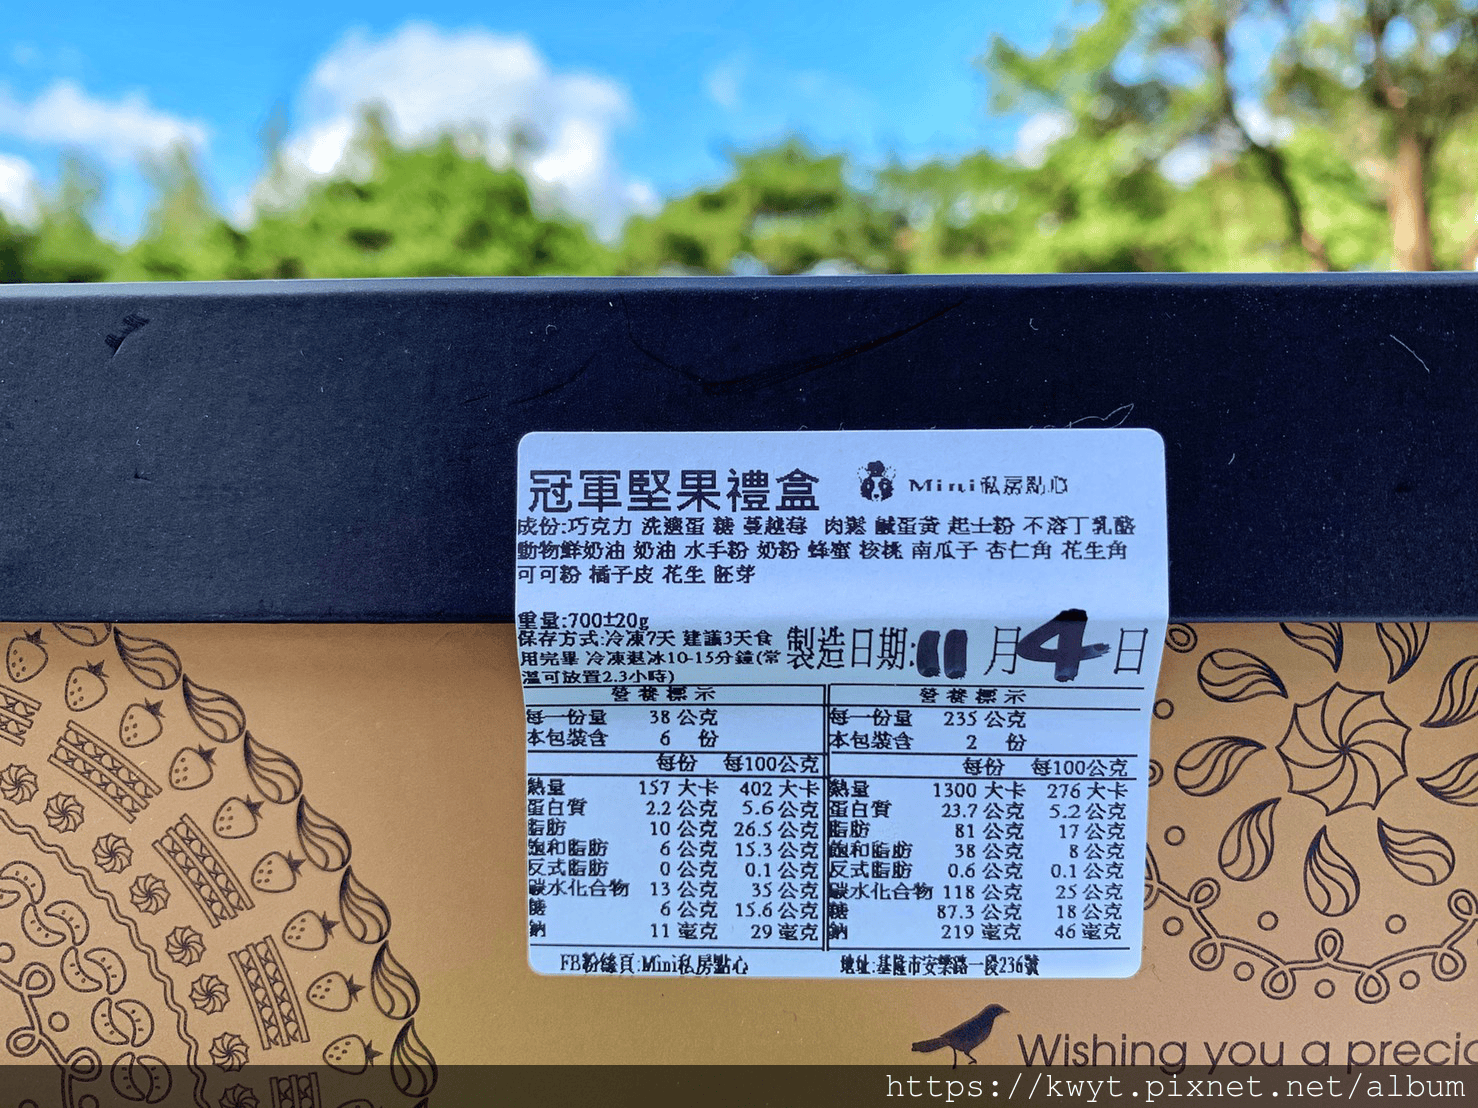 冠軍堅果禮盒 Mini私房點心
成份:巧克力 洗選蛋 糖 蔓越莓 肉鬆 鹹蛋黃 起士粉 不溶丁乳酪
動物鮮奶油 奶油 水手粉 奶粉 蜂蜜 核桃 南瓜子 杏仁角 花生角
可可粉 橘子皮 花生 胚芽
重量:700±20g
保存方式:冷凍7天 建議3天食
用完畢 冷凍退冰10-15分鐘(常
溫可放置2.3小時)
製造日期:11月4日
營養標示
每一份量 38 公克
本包裝含 6 份
每份 每100公克
熱量 157 大卡 402 大卡
蛋白質 2.2 公克 5.6 公克
脂肪 10 公克 26.5 公克
飽和脂肪 6 公克 15.3 公克
反式脂肪 0 公克 0.1 公克
碳水化合物 13 公克 35 公克
糖 6 公克 15.6 公克
鈉 11 毫克 29 毫克
營養標示
每一份量 235 公克
本包裝含 2 份
每份 每100公克
熱量 1300 大卡 276 大卡
蛋白質 23.7 公克 5.2 公克
脂肪 81 公克 17 公克
飽和脂肪 38 公克 8 公克
反式脂肪 0.6 公克 0.1 公克
碳水化合物 118 公克 25 公克
糖 87.3 公克 18 公克
鈉 219 毫克 46 毫克
FB粉絲頁:Mini私房點心
地址:基隆市安樂路一段236號
Wishing you a precio
https://kwyt.pixnet.net/album